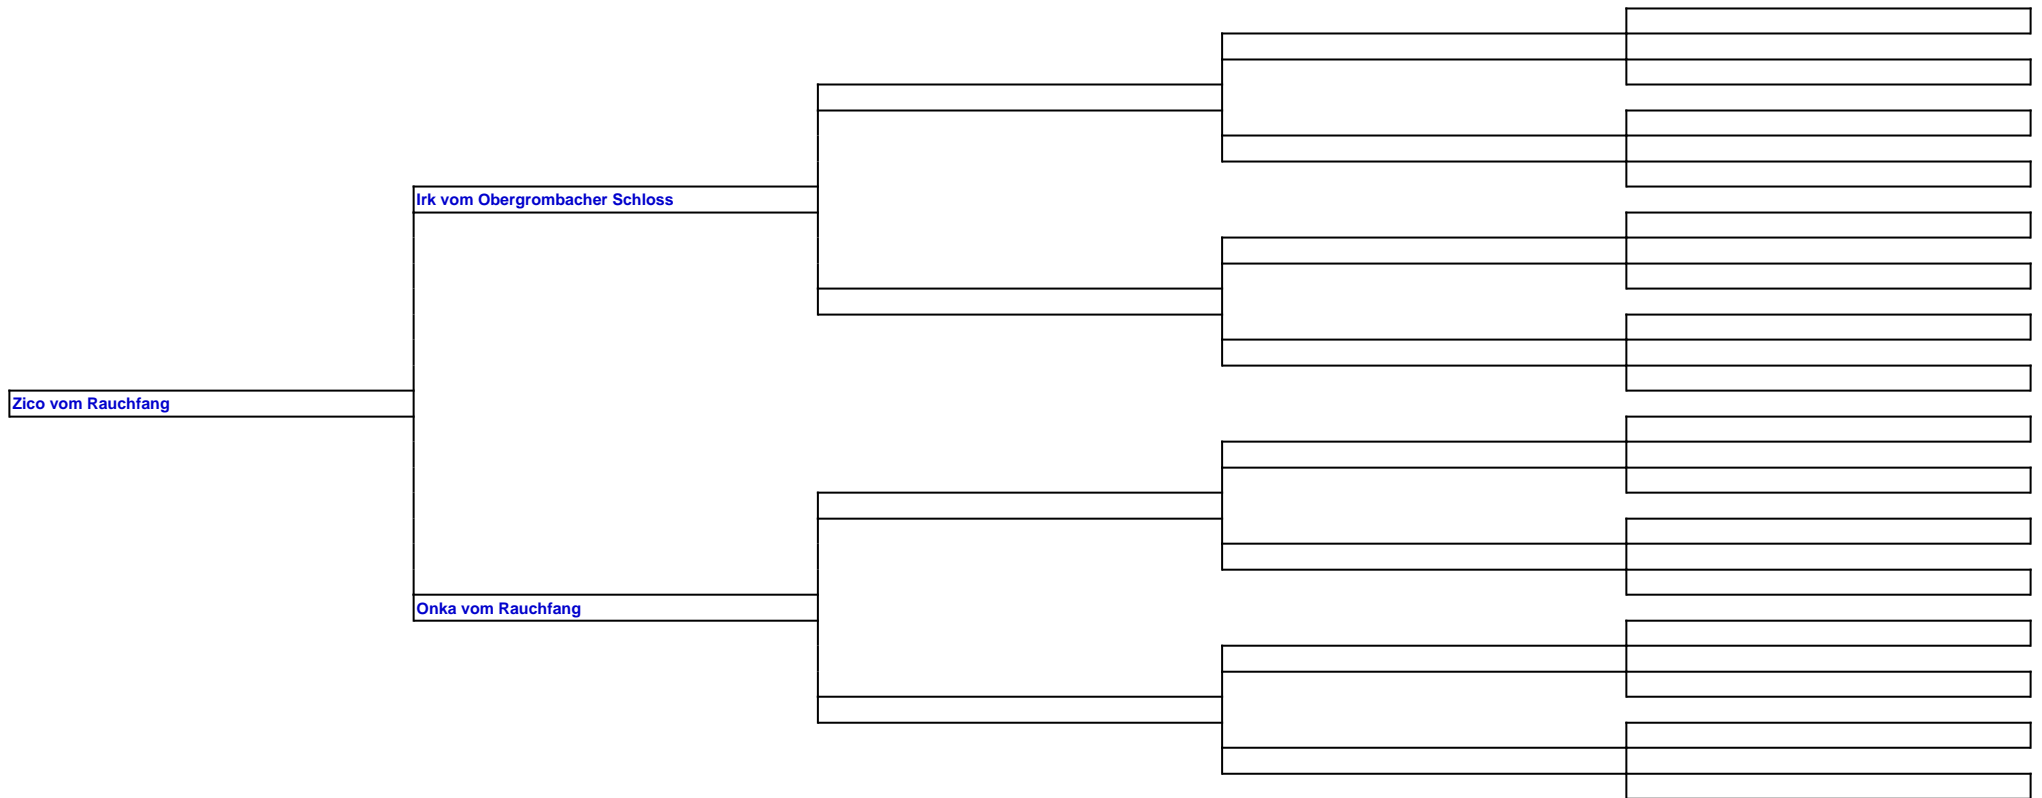 Irk vom Obergrombacher Schloss
Zico vom Rauchfang
Onka vom Rauchfang